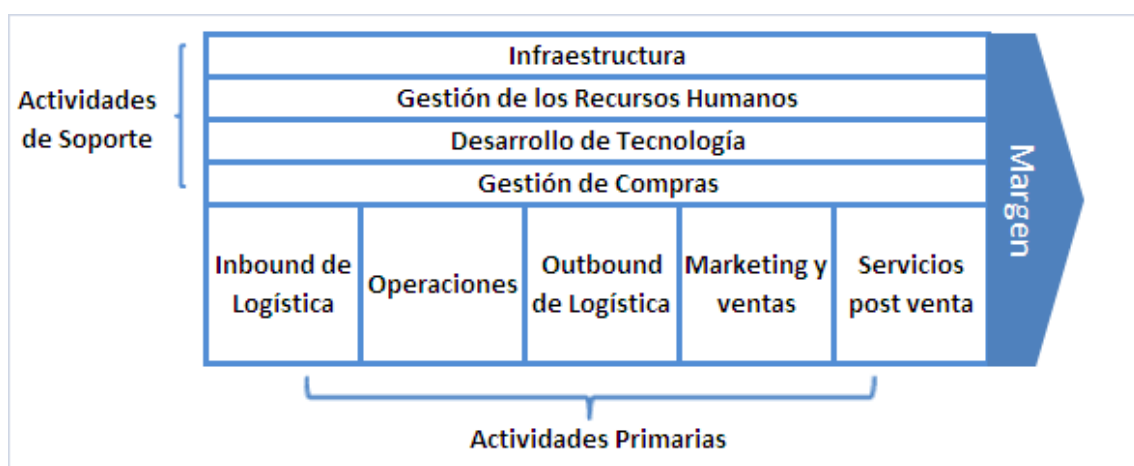 Infraestructura
Gestión de los Recursos Humanos
Actividades
de Soporte
Desarrollo de Tecnología
Gestión de Compras
Margen
Inbound de
Logística
Operaciones
Outbound
de Logística
Marketing y
ventas
Servicios
post venta
Actividades Primarias